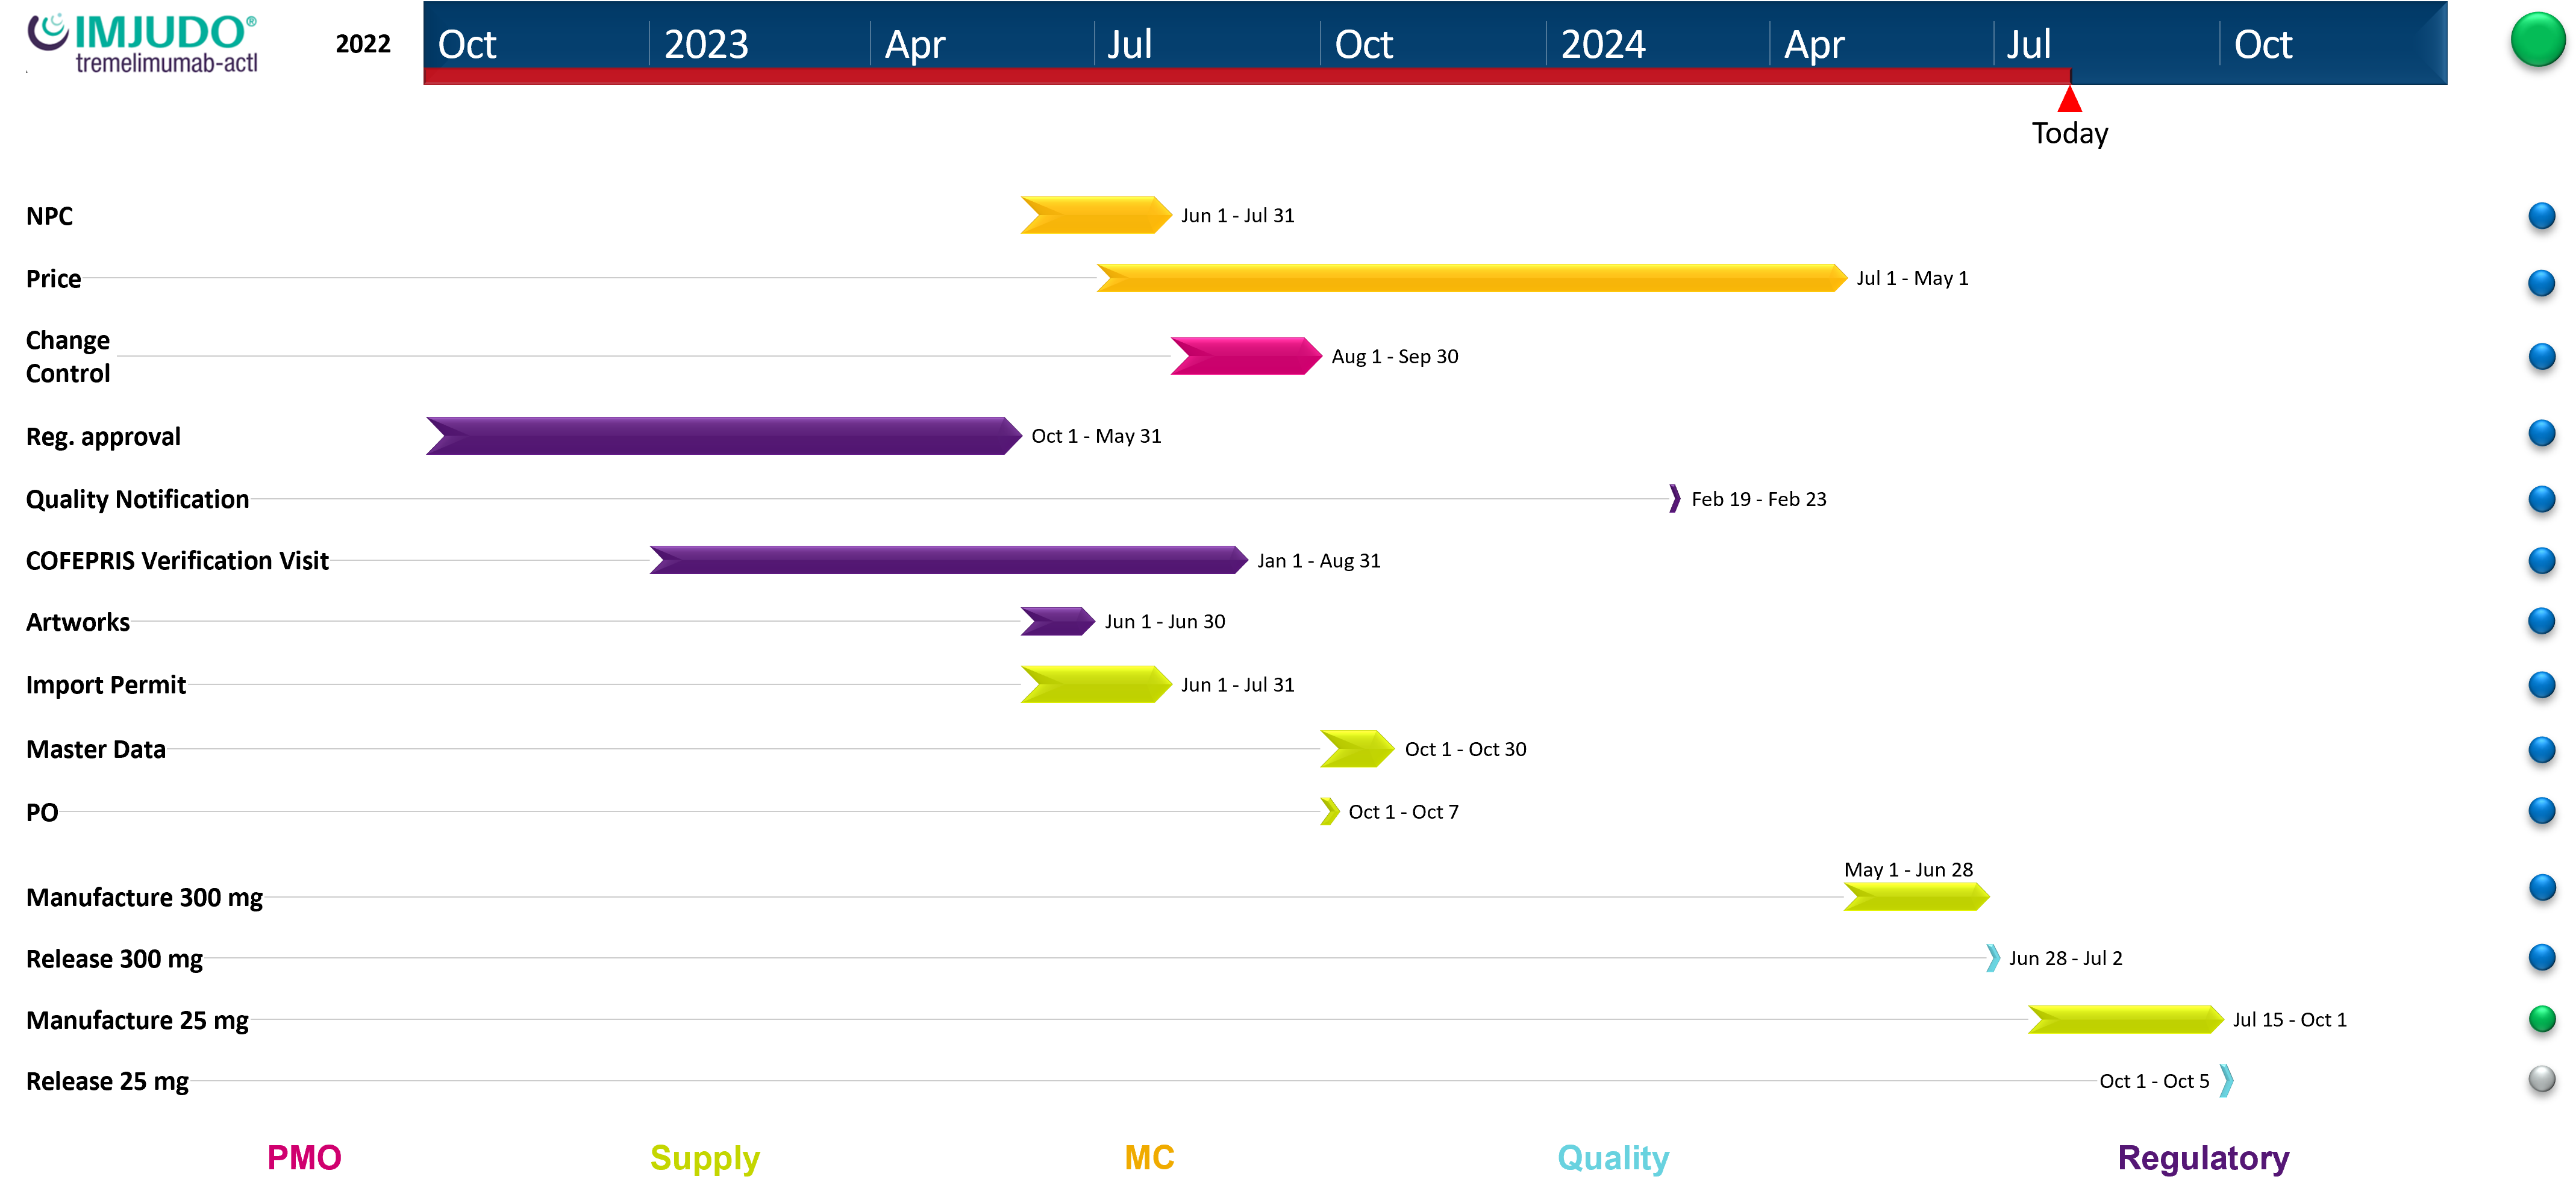 IMJUDO®
tremelimumab-actl
2022
Oct 2023 Apr Jul Oct 2024 Apr Jul Oct
Today
NPC Jun 1 - Jul 31
Price Jul 1 - May 1
Change
Control
Aug 1 - Sep 30
Reg. approval Oct 1 - May 31
Quality Notification Feb 19 - Feb 23
COFEPRIS Verification Visit Jan 1 - Aug 31
Artworks Jun 1 - Jun 30
Import Permit Jun 1 - Jul 31
Master Data Oct 1 - Oct 30
PO Oct 1 - Oct 7
May 1 - Jun 28
Manufacture 300 mg
Release 300 mg Jun 28 - Jul 2
Manufacture 25 mg Jul 15 - Oct 1
Release 25 mg Oct 1 - Oct 5
PMO Supply MC Quality Regulatory